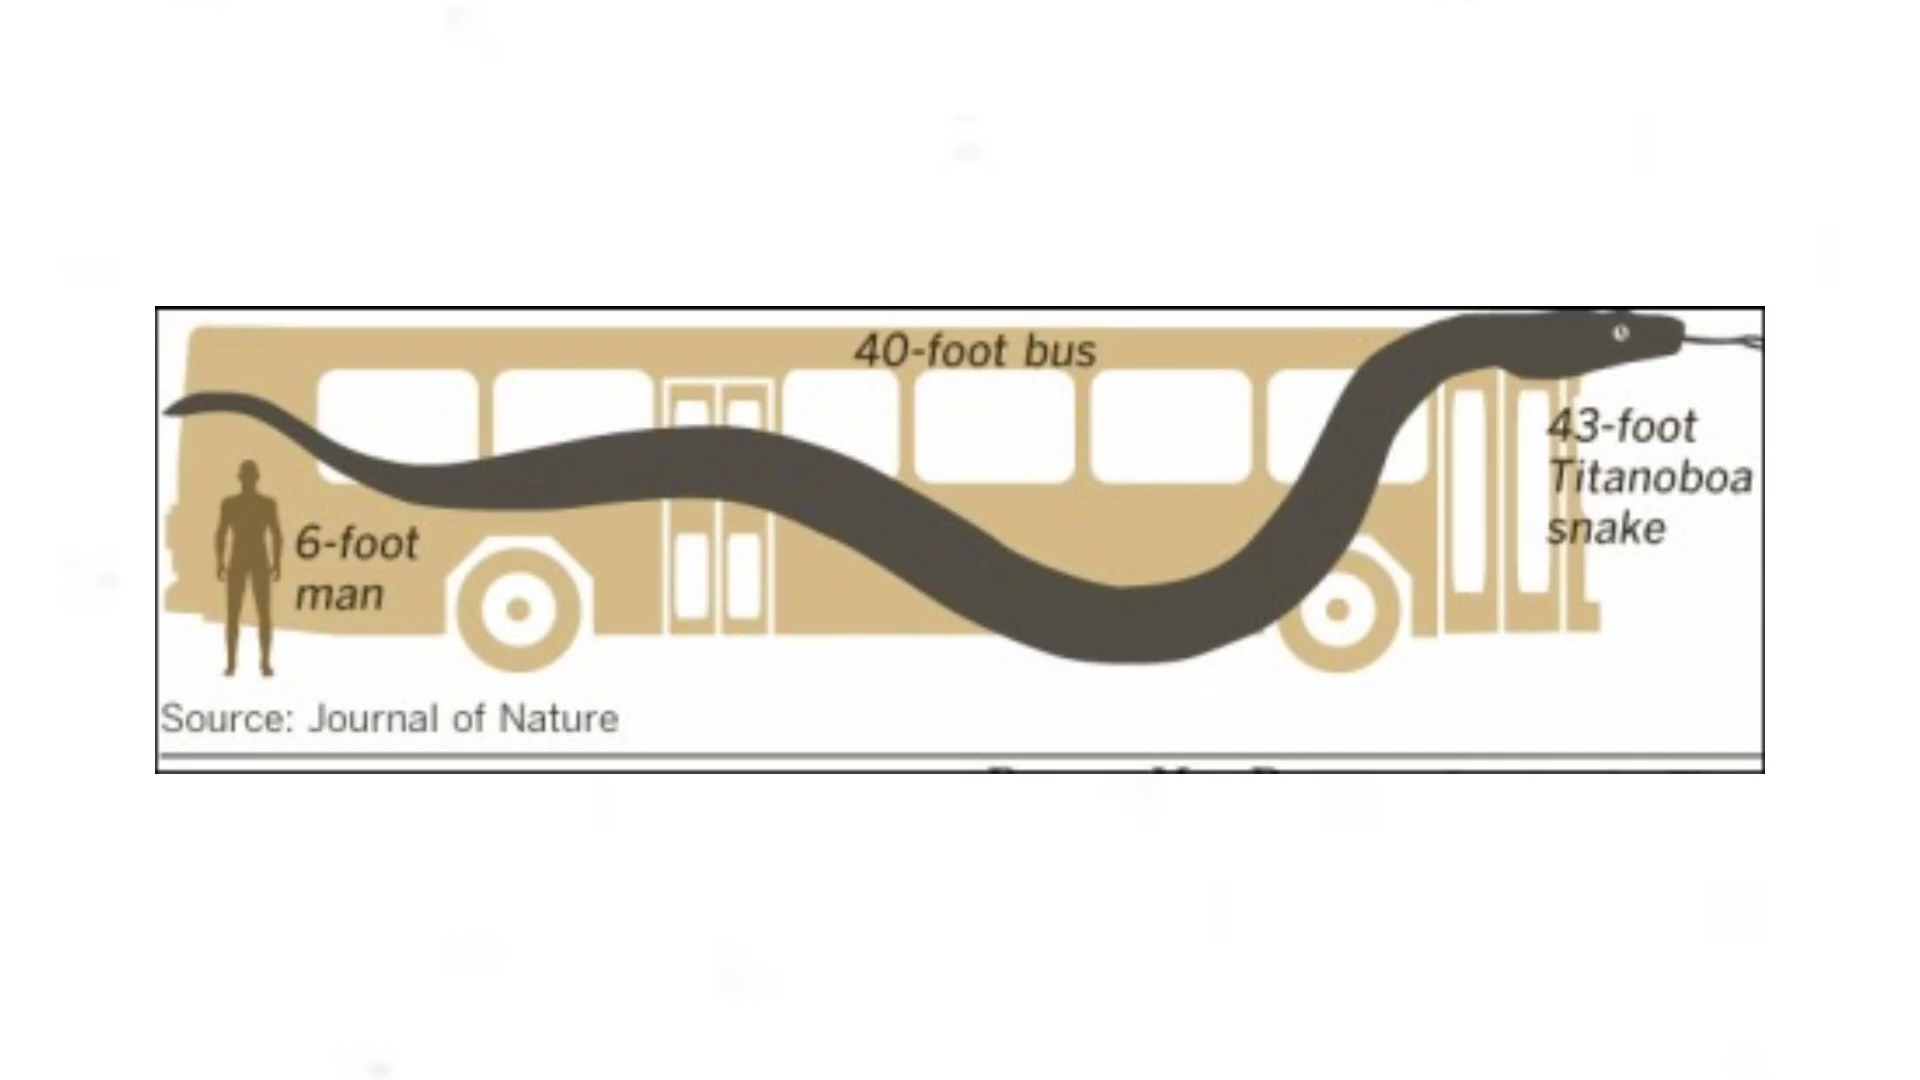 40-foot bus
43-foot
Titanoboa
snake
6-foot
man
Source: Journal of Nature